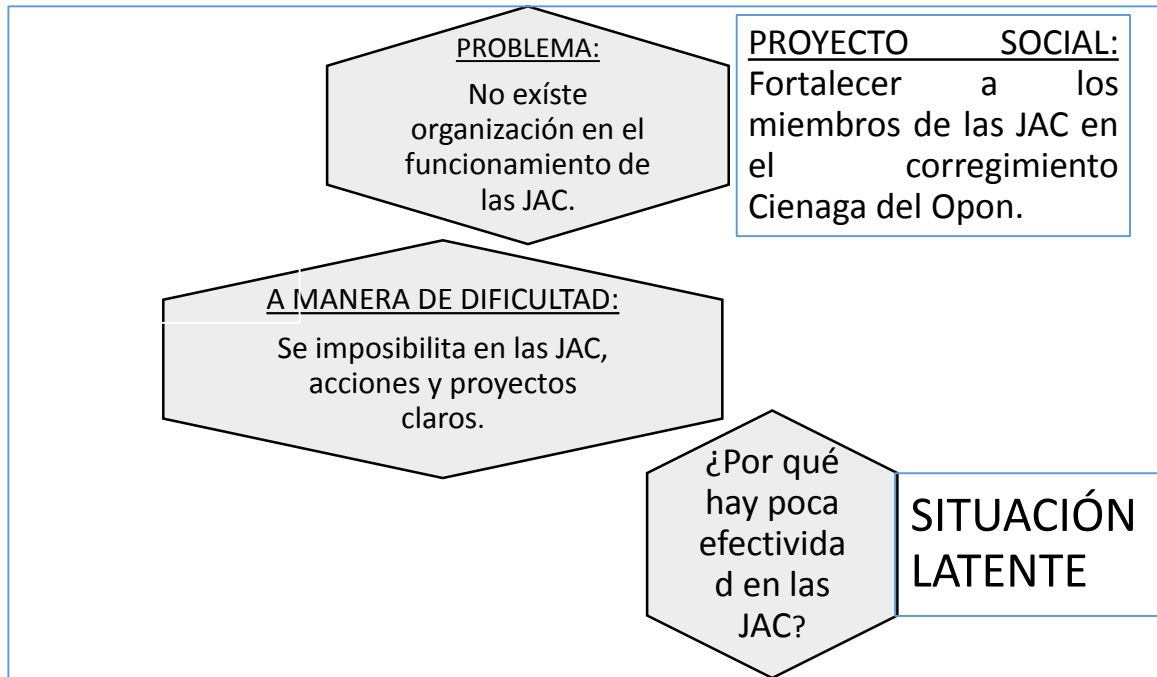 PROBLEMA:
No exíste
organización en el
funcionamiento de
las JAC.
PROYECTO SOCIAL:
Fortalecer a los
miembros de las JAC en
el corregimiento
Cienaga del Opon.
A MANERA DE DIFICULTAD:
Se imposibilita en las JAC,
acciones y proyectos
claros.
¿Por qué
hay poca
efectivida
d en las
JAC?
SITUACIÓN
LATENTE